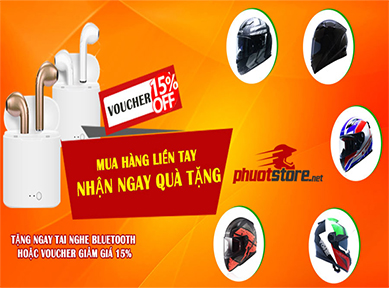 VOUCHER 15% OFF
MUA HÀNG LIỀN TAY
NHẬN NGAY QUÀ TẶNG
phuotstore.net
TẶNG NGAY TAI NGHE BLUETOOTH
HOẶC VOUCHER GIẢM GIÁ 15%